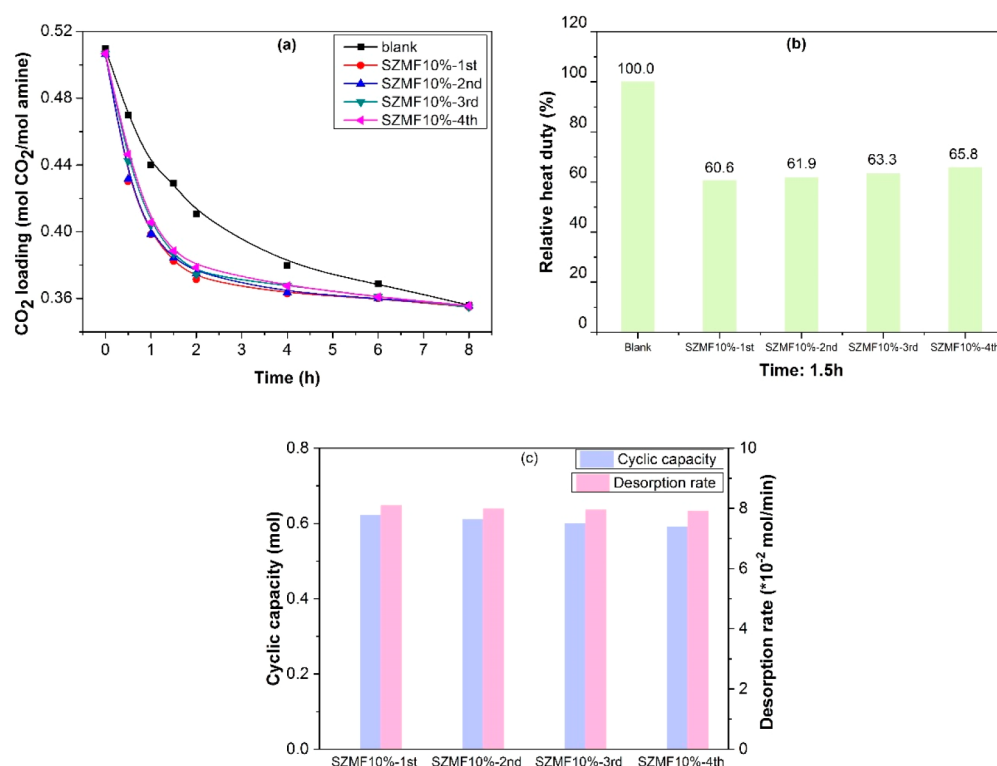 (a)
blank
SZMF10%-1st
SZMF10%-2nd
SZMF10%-3rd
SZMF10%-4th
CO2 loading (mol CO2/mol amine)
0.52
0.48
0.44
0.40
0.36
0 1 2 3 4 5 6 7 8
Time (h)
(b)
Relative heat duty (%)
120
100
80
60
40
20
0
100.0
60.6
61.9
63.3
65.8
Blank SZMF10%-1st SZMF10%-2nd SZMF10%-3rd SZMF10%-4th
Time: 1.5h
(c)
Cyclic capacity
Desorption rate
Cyclic capacity (mol)
0.8
0.6
0.4
0.2
0.0
10
8
6
4
2
0
Desorption rate (*10-2 mol/min)
SZMF10%-1st SZMF10%-2nd SZMF10%-3rd SZMF10%-4th